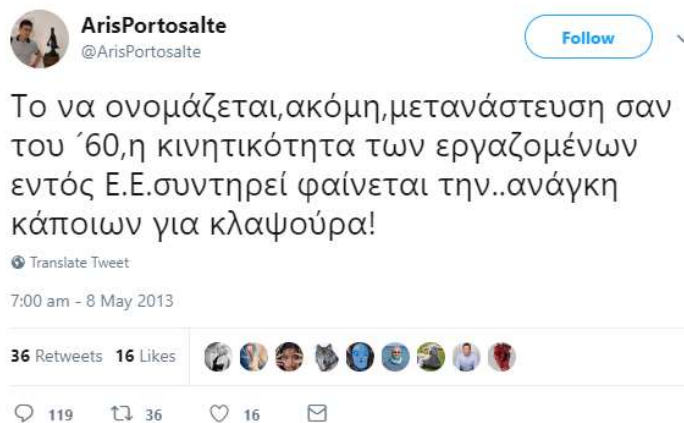 ArisPortosalte
@ArisPortosalte
Follow
Το να ονομάζεται,ακόμη,μετανάστευση σαν
του ´60,η κινητικότητα των εργαζομένων
εντός Ε.Ε.συντηρεί φαίνεται την..ανάγκη
κάποιων για κλαψούρα!
Translate Tweet
7:00 am - 8 May 2013
36 Retweets 16 Likes
119 36 16